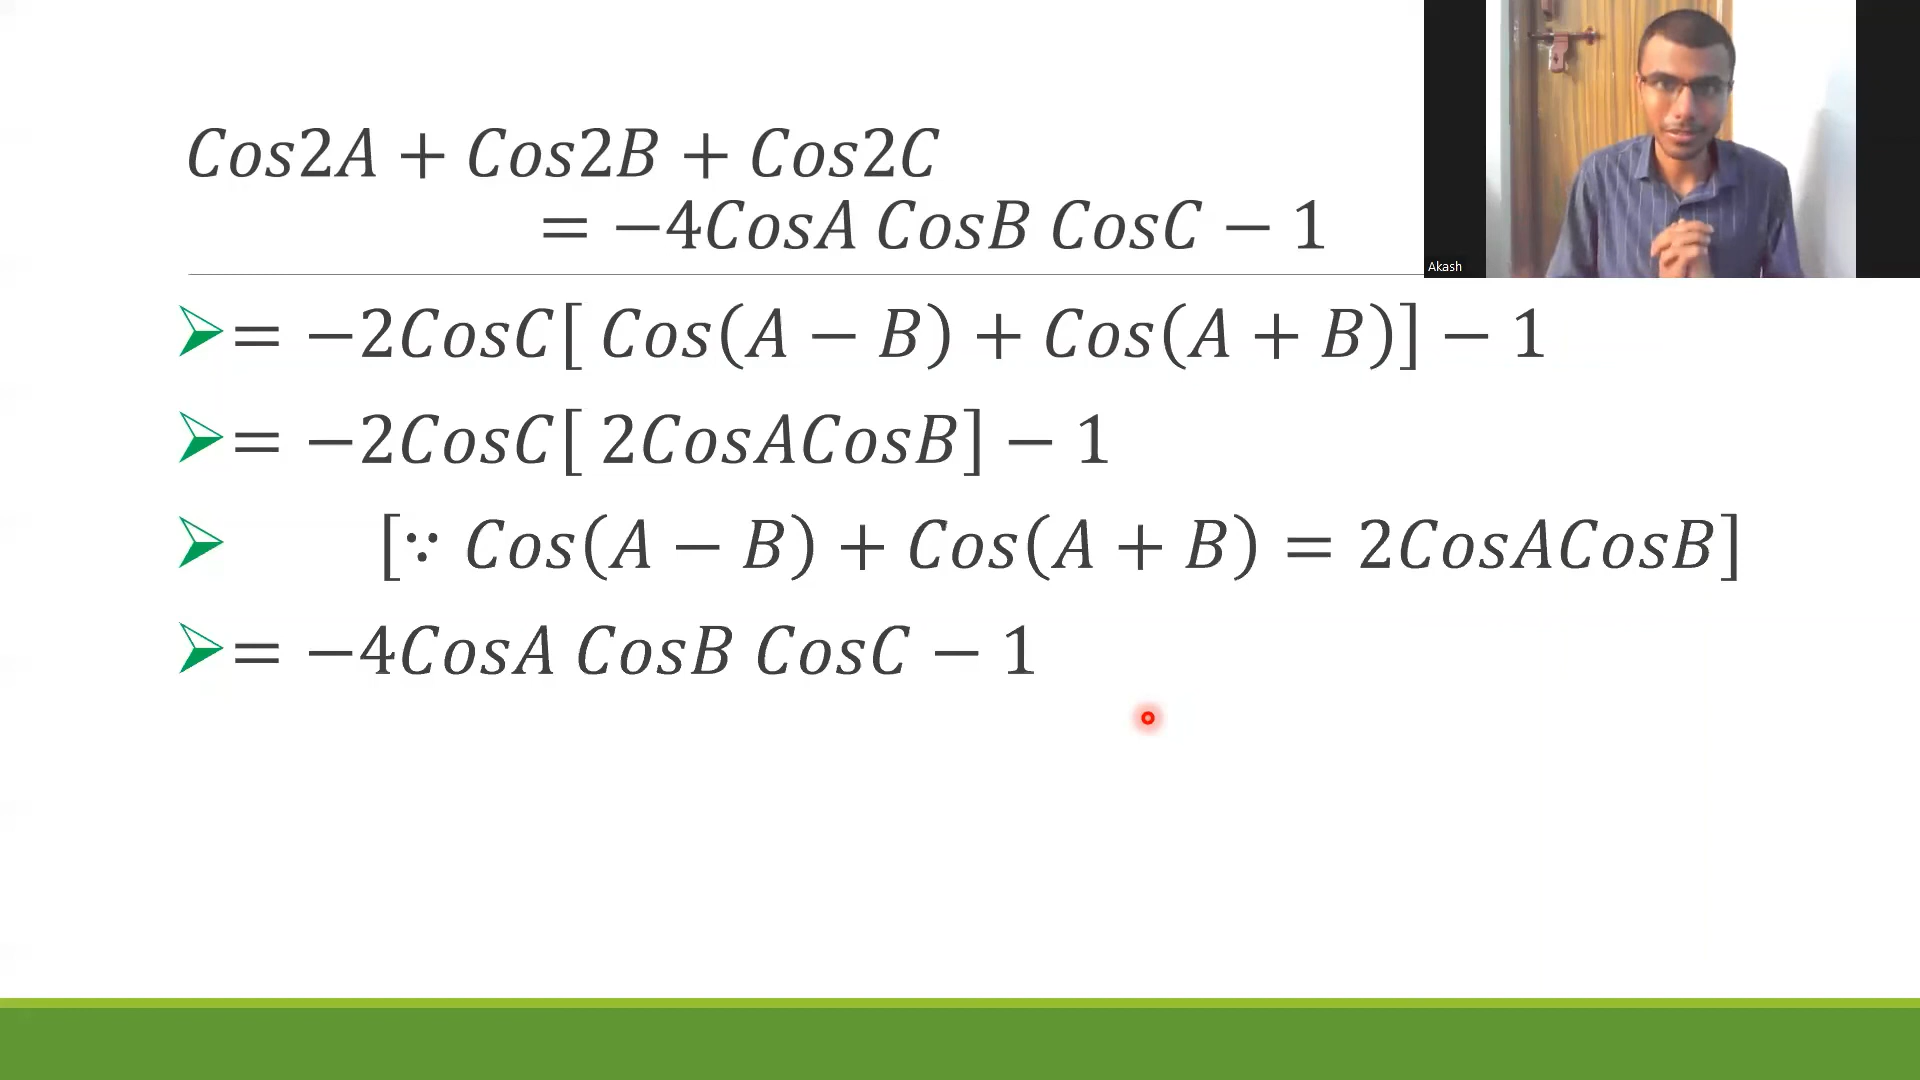 Cos2A + Cos2B + Cos2C
= −4CosA CosB CosC − 1
Akash
= −2CosC[ Cos(A − B) + Cos(A + B)] − 1
= −2CosC[ 2CosACosB] − 1
[∵ Cos(A − B) + Cos(A + B) = 2CosACosB]
= −4CosA CosB CosC − 1